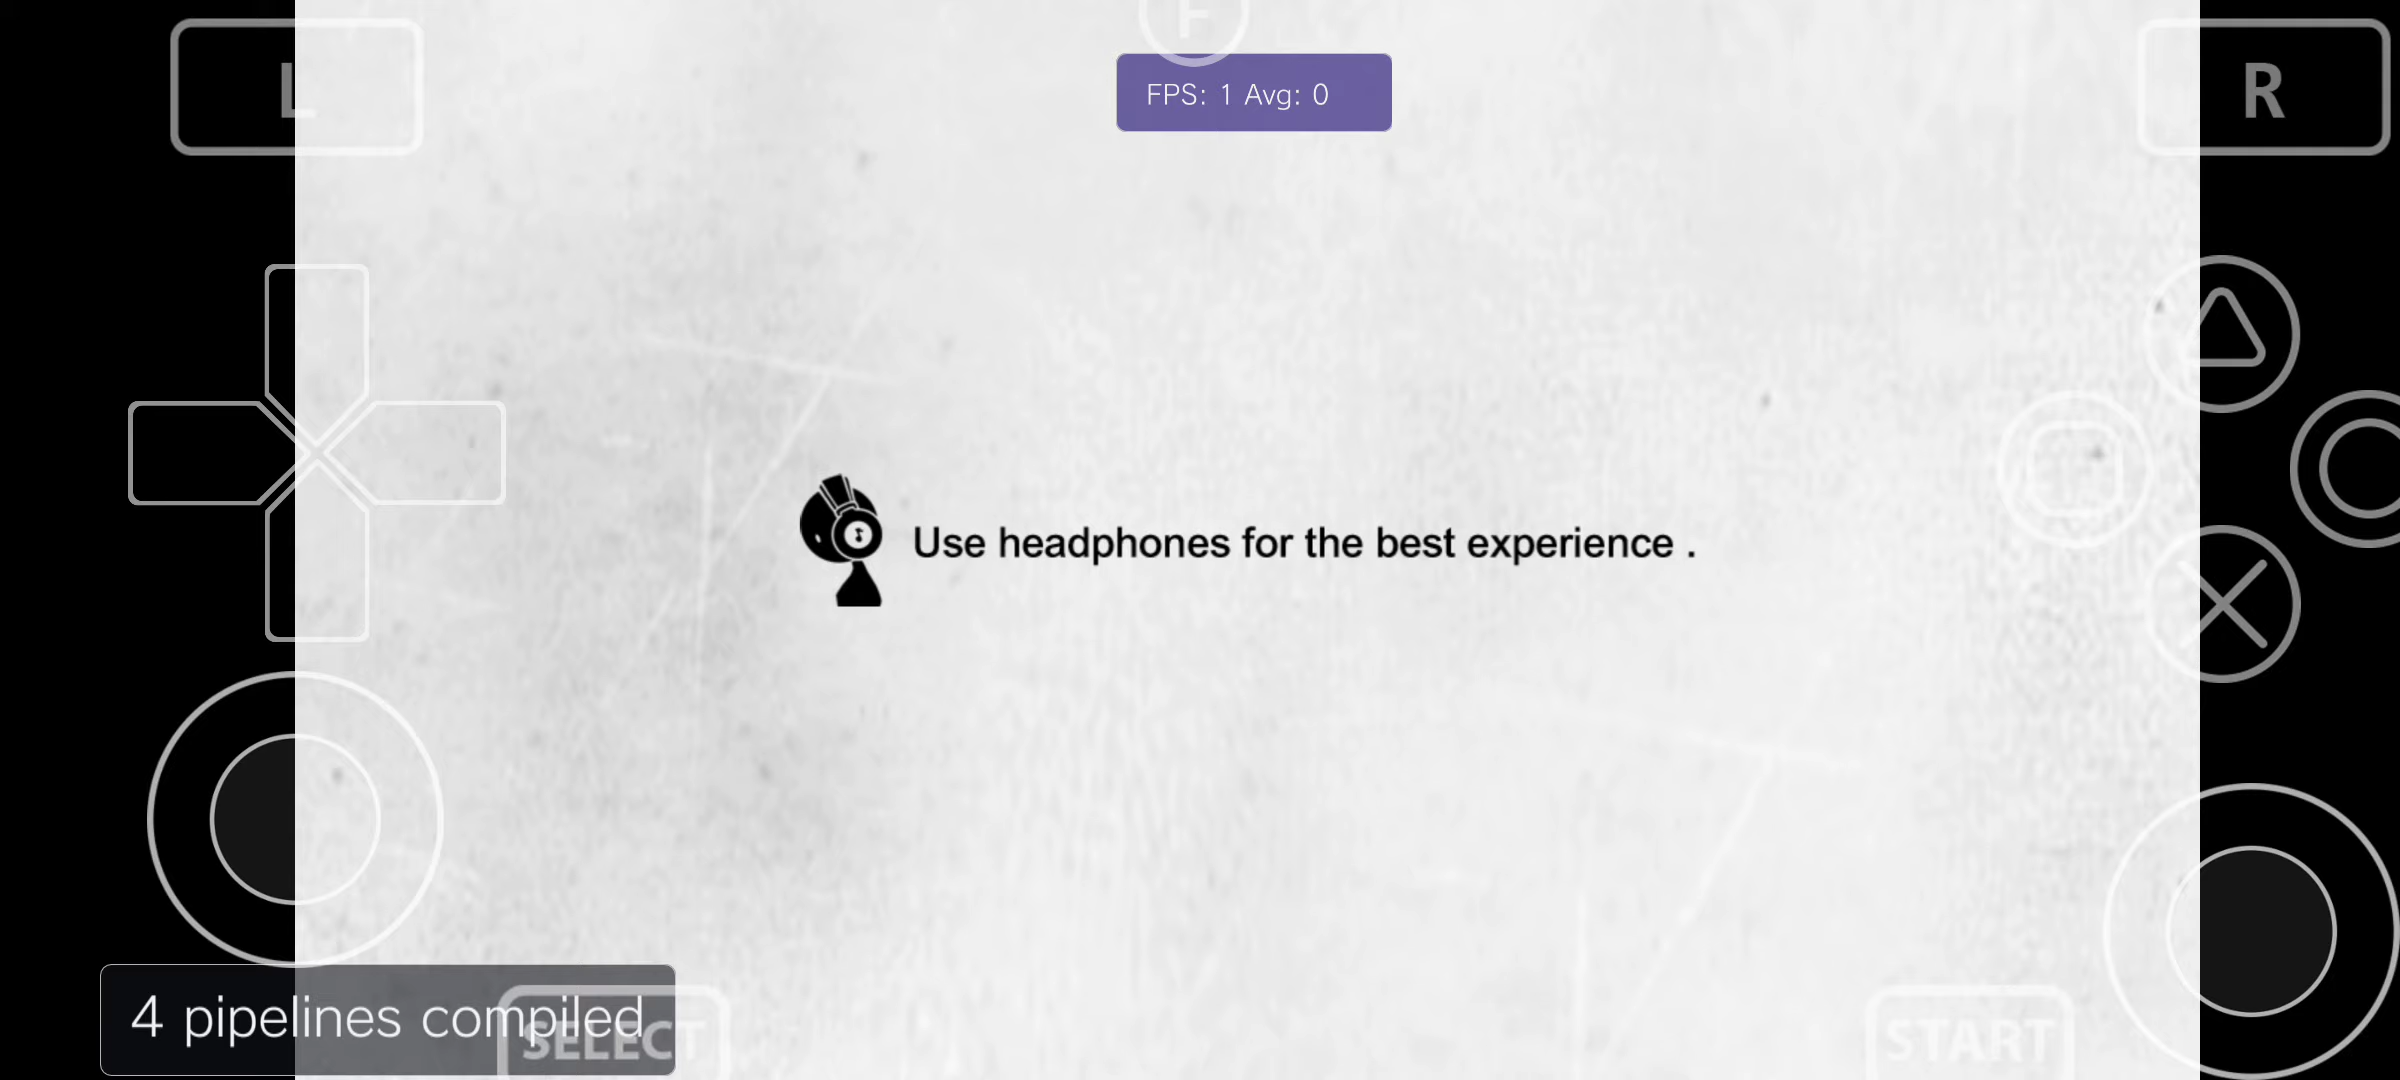 F
L
FPS: 1 Avg: 0
R
Use headphones for the best experience .
4 pipelines compiled
SELECT
START